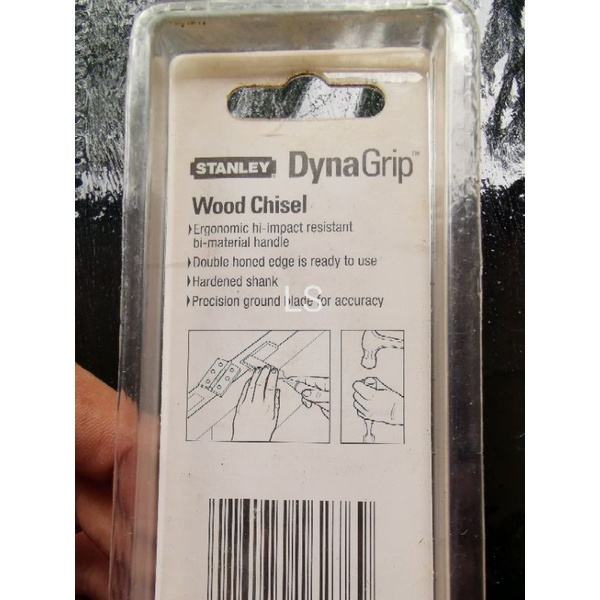 STANLEY DynaGrip™
Wood Chisel
Ergonomic hi-impact resistant
bi-material handle
Double honed edge is ready to use
Hardened shank
Precision ground blade for accuracy
LS